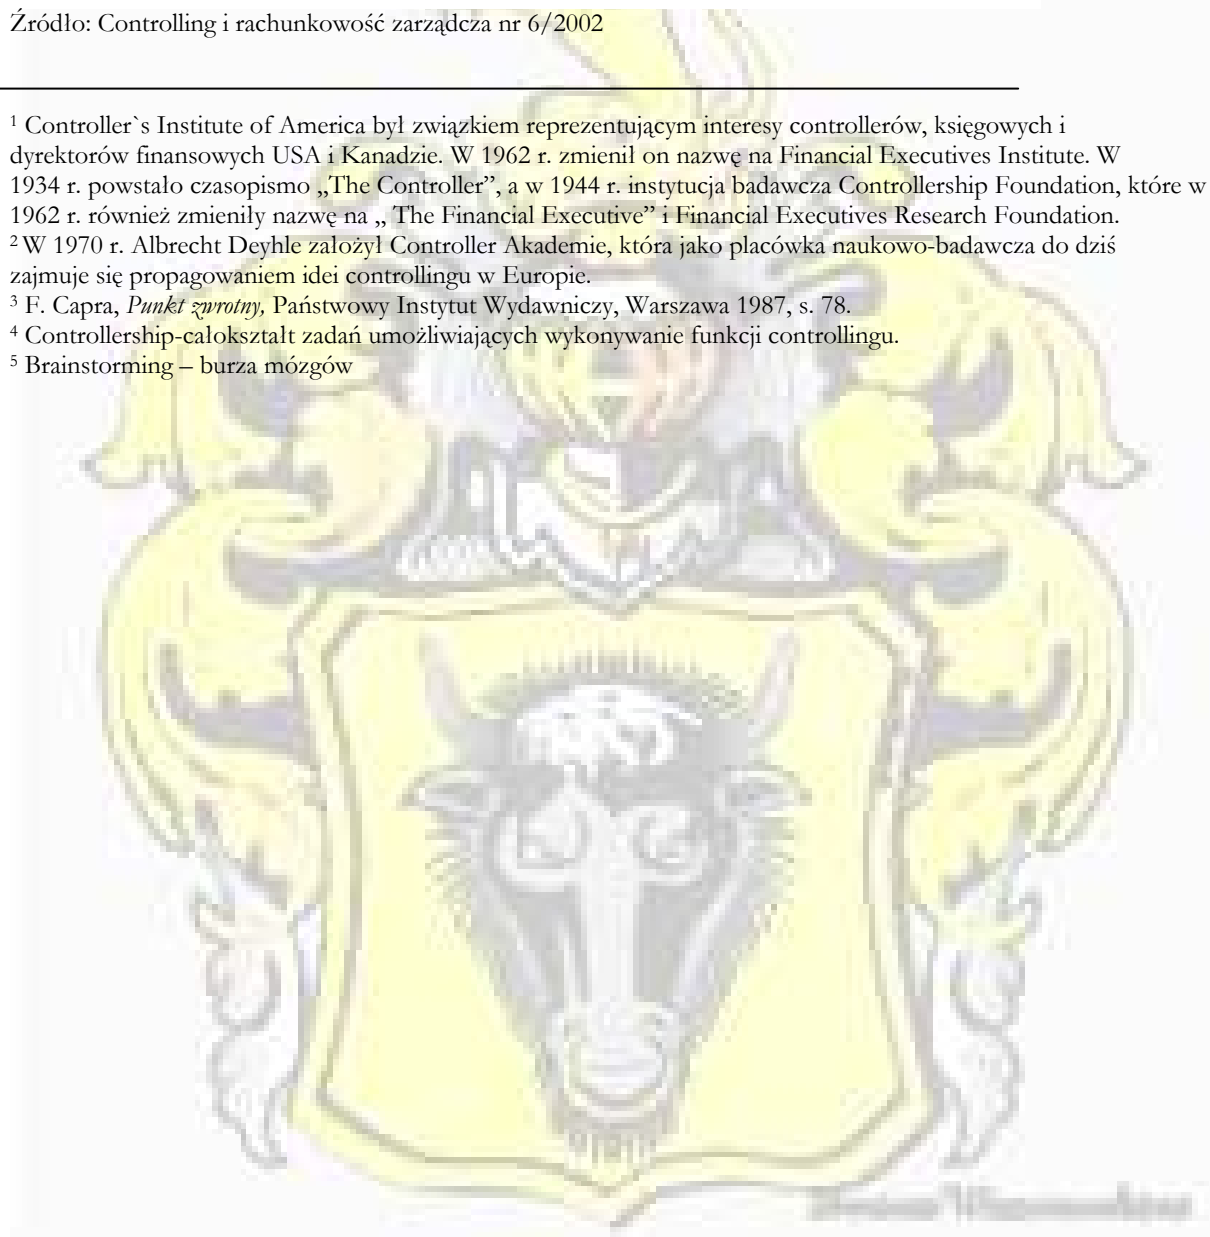 Źródło: Controlling i rachunkowość zarządcza nr 6/2002
1 Controller`s Institute of America był związkiem reprezentującym interesy controllerów, księgowych i
dyrektorów finansowych USA i Kanadzie. W 1962 r. zmienił on nazwę na Financial Executives Institute. W
1934 r. powstało czasopismo „The Controller”, a w 1944 r. instytucja badawcza Controllership Foundation, które w
1962 r. również zmieniły nazwę na „ The Financial Executive” i Financial Executives Research Foundation.
2 W 1970 r. Albrecht Deyhle założył Controller Akademie, która jako placówka naukowo-badawcza do dziś
zajmuje się propagowaniem idei controllingu w Europie.
3 F. Capra, Punkt zwrotny, Państwowy Instytut Wydawniczy, Warszawa 1987, s. 78.
4 Controllership-całokształt zadań umożliwiających wykonywanie funkcji controllingu.
5 Brainstorming – burza mózgów